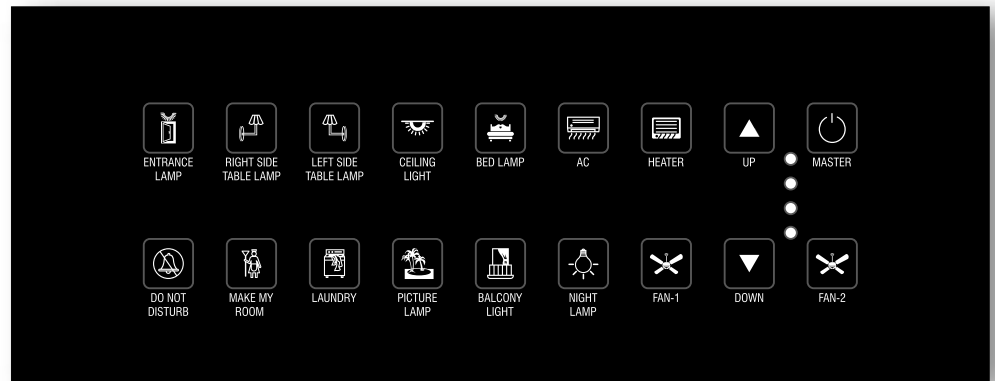 ENTRANCE
LAMP
RIGHT SIDE
TABLE LAMP
LEFT SIDE
TABLE LAMP
CEILING
LIGHT
BED LAMP
AC
HEATER
UP
MASTER
DO NOT
DISTURB
MAKE MY
ROOM
LAUNDRY
PICTURE
LAMP
BALCONY
LIGHT
NIGHT
LAMP
FAN-1
DOWN
FAN-2